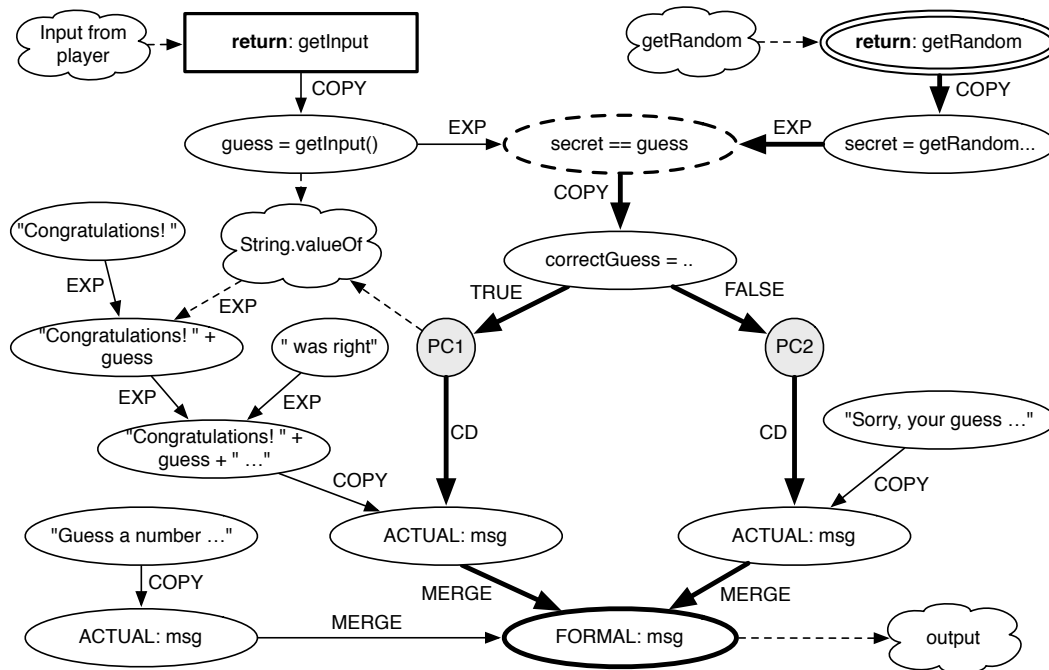 Input from
player
return: getInput
getRandom
return: getRandom
COPY
COPY
guess = getInput()
EXP
secret == guess
EXP
secret = getRandom...
COPY
"Congratulations! "
String.valueOf
correctGuess = ..
EXP
EXP
TRUE
FALSE
"Congratulations! " +
guess
" was right"
PC1
PC2
EXP
EXP
"Congratulations! " +
guess + " …"
CD
CD
"Sorry, your guess …"
COPY
COPY
"Guess a number …"
ACTUAL: msg
ACTUAL: msg
COPY
MERGE
MERGE
ACTUAL: msg
MERGE
FORMAL: msg
output